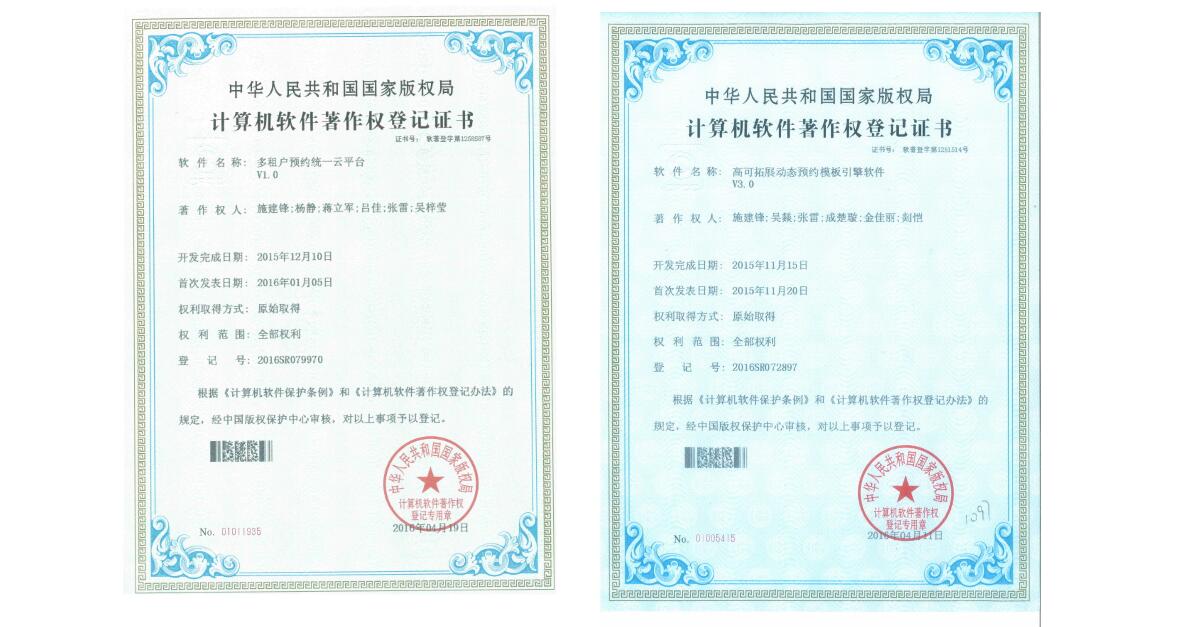 中华人民共和国国家版权局
计算机软件著作权登记证书
证书号： 软著登字第1258587号
软件名称： 多租户预约统一云平台
V1.0
著作权人： 施建锋;杨静;蒋立军;吕佳;张雷;吴梓莹
开发完成日期： 2015年12月10日
首次发表日期： 2016年01月05日
权利取得方式： 原始取得
权利范围： 全部权利
登记号： 2016SR079970
根据《计算机软件保护条例》和《计算机软件著作权登记办法》的
规定，经中国版权保护中心审核，对以上事项予以登记。
中华人民共和国国家版权局
计算机软件著作权
登记专用章
No. 01011935
2016年04月19日
中华人民共和国国家版权局
计算机软件著作权登记证书
证书号： 软著登字第1251514号
软件名称： 高可拓展动态预约模板引擎软件
V3.0
著作权人： 施建锋;吴燚;张雷;成楚璇;金佳丽;剡恺
开发完成日期： 2015年11月15日
首次发表日期： 2015年11月20日
权利取得方式： 原始取得
权利范围： 全部权利
登记号： 2016SR072897
根据《计算机软件保护条例》和《计算机软件著作权登记办法》的
规定，经中国版权保护中心审核，对以上事项予以登记。
中华人民共和国国家版权局
计算机软件著作权
登记专用章
1097
No. 01005415
2016年04月11日